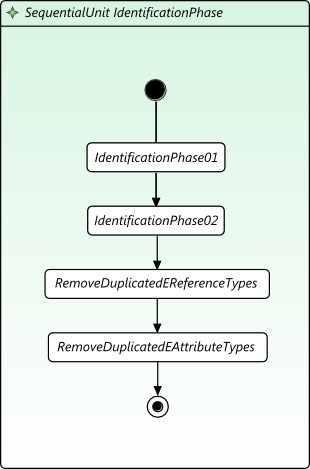 SequentialUnit IdentificationPhase
IdentificationPhase01
IdentificationPhase02
RemoveDuplicatedEReferenceTypes
RemoveDuplicatedEAttributeTypes